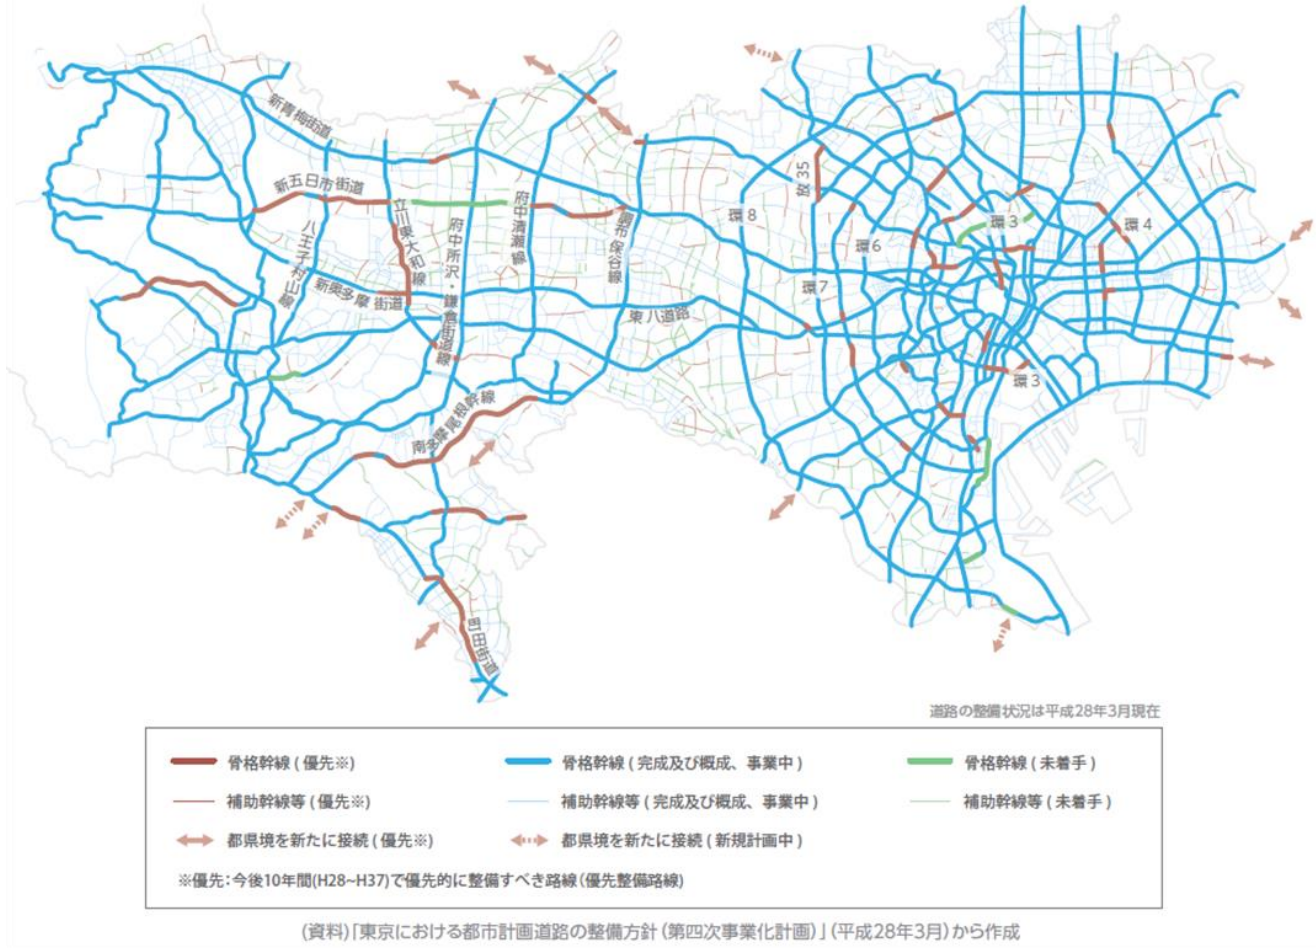 新青梅街道
新五日市街道
立川東大和線
府中所沢・鎌倉街道線
府中清瀬線
調布保谷線
八王子村山線
新奥多摩街道
東八道路
南多摩尾根幹線
町田街道
放35
環8
環7
環6
環3
環4
環3
道路の整備状況は平成28年3月現在
骨格幹線(優先※)
骨格幹線(完成及び概成、事業中)
骨格幹線(未着手)
補助幹線等(優先※)
補助幹線等(完成及び概成、事業中)
補助幹線等(未着手)
都県境を新たに接続(優先※)
都県境を新たに接続(新規計画中)
※優先:今後10年間(H28~H37)で優先的に整備すべき路線(優先整備路線)
(資料)「東京における都市計画道路の整備方針(第四次事業化計画)」(平成28年3月)から作成